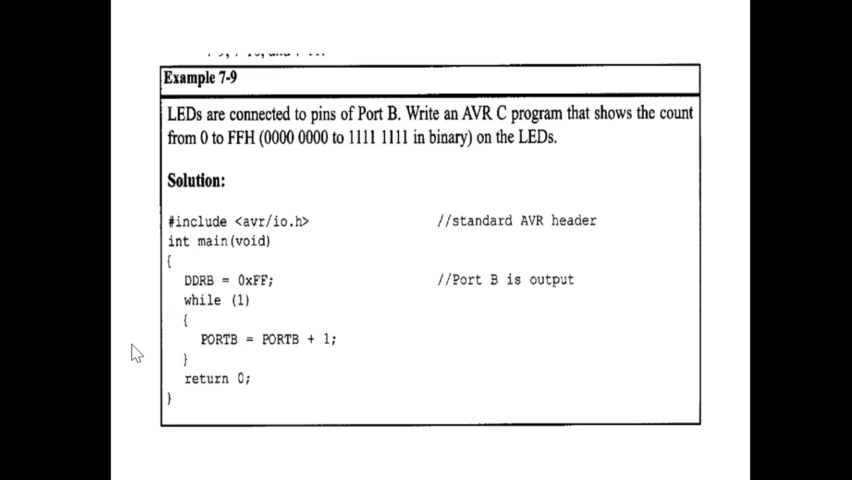 Example 7-9
LEDs are connected to pins of Port B. Write an AVR C program that shows the count
from 0 to FFH (0000 0000 to 1111 1111 in binary) on the LEDs.
Solution:
#include <avr/io.h> //standard AVR header
int main(void)
{
DDRB = 0xFF; //Port B is output
while (1)
{
PORTB = PORTB + 1;
}
return 0;
}